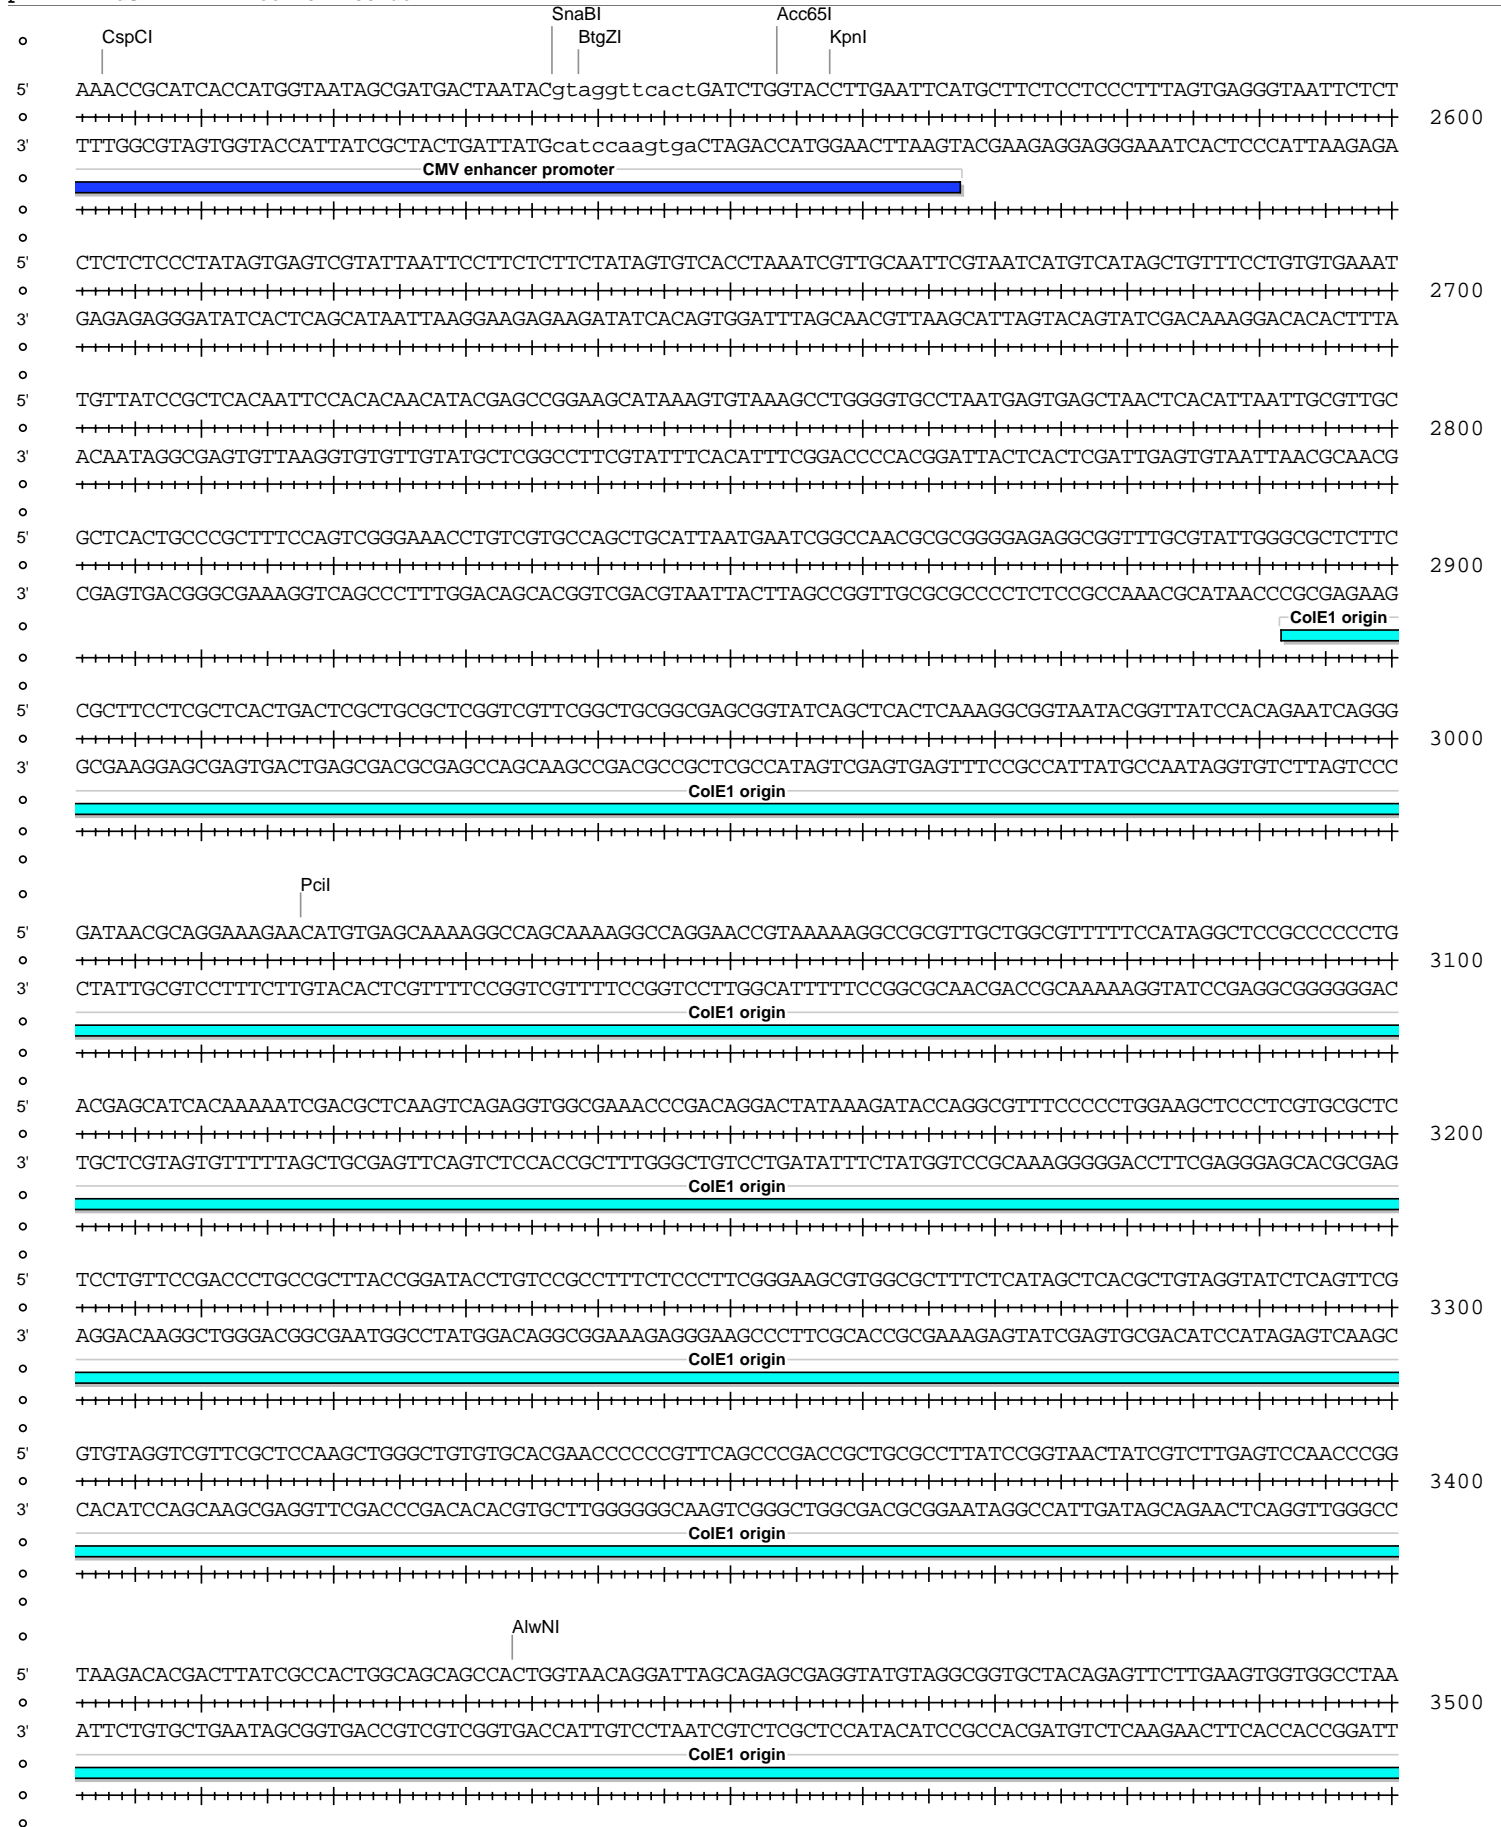 SnaBI Acc65I
CspCI BtgZI KpnI
5' AAACCGCATCACCATGGTAATAGCGATGACTAATACgtaggttcactGATCTGGTACCTTGAATTCATGCTTCTCCTCCCTTTAGTGAGGGTAATTCTCT
2600
3' TTTGGCGTAGTGGTACCATTATCGCTACTGATTATGcatccaagtgaCTAGACCATGGAACTTAAGTACGAAGAGGAGGGAAATCACTCCCATTAAGAGA
CMV enhancer promoter
5' CTCTCTCCCTATAGTGAGTCGTATTAATTCCTTCTCTTCTATAGTGTCACCTAAATCGTTGCAATTCGTAATCATGTCATAGCTGTTTCCTGTGTGAAAT
2700
3' GAGAGAGGGATATCACTCAGCATAATTAAGGAAGAGAAGATATCACAGTGGATTTAGCAACGTTAAGCATTAGTACAGTATCGACAAAGGACACACTTTA
5' TGTTATCCGCTCACAATTCCACACAACATACGAGCCGGAAGCATAAAGTGTAAAGCCTGGGGTGCCTAATGAGTGAGCTAACTCACATTAATTGCGTTGC
2800
3' ACAATAGGCGAGTGTTAAGGTGTGTTGTATGCTCGGCCTTCGTATTTCACATTTCGGACCCCACGGATTACTCACTCGATTGAGTGTAATTAACGCAACG
5' GCTCACTGCCCGCTTTCCAGTCGGGAAACCTGTCGTGCCAGCTGCATTAATGAATCGGCCAACGCGCGGGGAGAGGCGGTTTGCGTATTGGGCGCTCTTC
2900
3' CGAGTGACGGGCGAAAGGTCAGCCCTTTGGACAGCACGGTCGACGTAATTACTTAGCCGGTTGCGCGCCCCTCTCCGCCAAACGCATAACCCGCGAGAAG
ColE1 origin
5' CGCTTCCTCGCTCACTGACTCGCTGCGCTCGGTCGTTCGGCTGCGGCGAGCGGTATCAGCTCACTCAAAGGCGGTAATACGGTTATCCACAGAATCAGGG
3000
3' GCGAAGGAGCGAGTGACTGAGCGACGCGAGCCAGCAAGCCGACGCCGCTCGCCATAGTCGAGTGAGTTTCCGCCATTATGCCAATAGGTGTCTTAGTCCC
ColE1 origin
PciI
5' GATAACGCAGGAAAGAACATGTGAGCAAAAGGCCAGCAAAAGGCCAGGAACCGTAAAAAGGCCGCGTTGCTGGCGTTTTTCCATAGGCTCCGCCCCCCTG
3100
3' CTATTGCGTCCTTTCTTGTACACTCGTTTTCCGGTCGTTTTCCGGTCCTTGGCATTTTTCCGGCGCAACGACCGCAAAAAGGTATCCGAGGCGGGGGGAC
ColE1 origin
5' ACGAGCATCACAAAAATCGACGCTCAAGTCAGAGGTGGCGAAACCCGACAGGACTATAAAGATACCAGGCGTTTCCCCCTGGAAGCTCCCTCGTGCGCTC
3200
3' TGCTCGTAGTGTTTTTAGCTGCGAGTTCAGTCTCCACCGCTTTGGGCTGTCCTGATATTTCTATGGTCCGCAAAGGGGGACCTTCGAGGGAGCACGCGAG
ColE1 origin
5' TCCTGTTCCGACCCTGCCGCTTACCGGATACCTGTCCGCCTTTCTCCCTTCGGGAAGCGTGGCGCTTTCTCATAGCTCACGCTGTAGGTATCTCAGTTCG
3300
3' AGGACAAGGCTGGGACGGCGAATGGCCTATGGACAGGCGGAAAGAGGGAAGCCCTTCGCACCGCGAAAGAGTATCGAGTGCGACATCCATAGAGTCAAGC
ColE1 origin
5' GTGTAGGTCGTTCGCTCCAAGCTGGGCTGTGTGCACGAACCCCCCGTTCAGCCCGACCGCTGCGCCTTATCCGGTAACTATCGTCTTGAGTCCAACCCGG
3400
3' CACATCCAGCAAGCGAGGTTCGACCCGACACACGTGCTTGGGGGGCAAGTCGGGCTGGCGACGCGGAATAGGCCATTGATAGCAGAACTCAGGTTGGGCC
ColE1 origin
AlwNI
5' TAAGACACGACTTATCGCCACTGGCAGCAGCCACTGGTAACAGGATTAGCAGAGCGAGGTATGTAGGCGGTGCTACAGAGTTCTTGAAGTGGTGGCCTAA
3500
3' ATTCTGTGCTGAATAGCGGTGACCGTCGTCGGTGACCATTGTCCTAATCGTCTCGCTCCATACATCCGCCACGATGTCTCAAGAACTTCACCACCGGATT
ColE1 origin